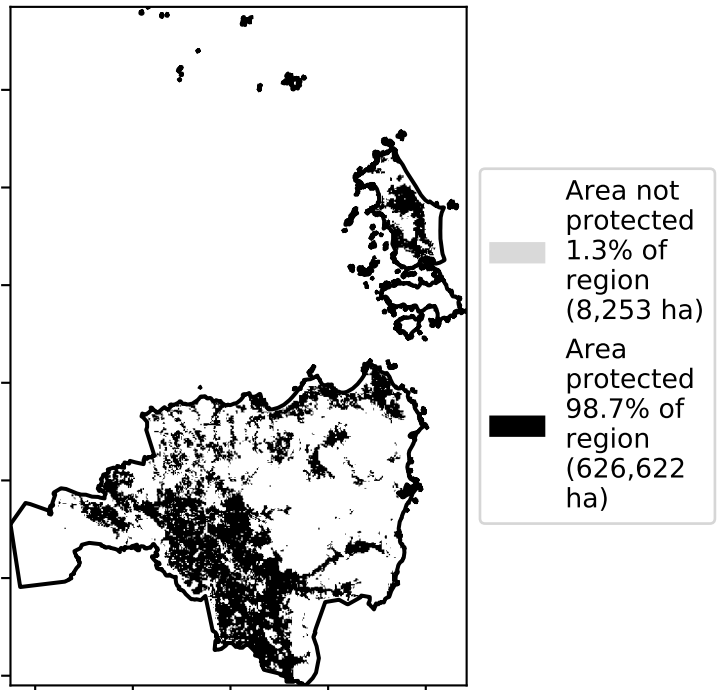 Area not
protected
1.3% of
region
(8,253 ha)
Area
protected
98.7% of
region
(626,622
ha)